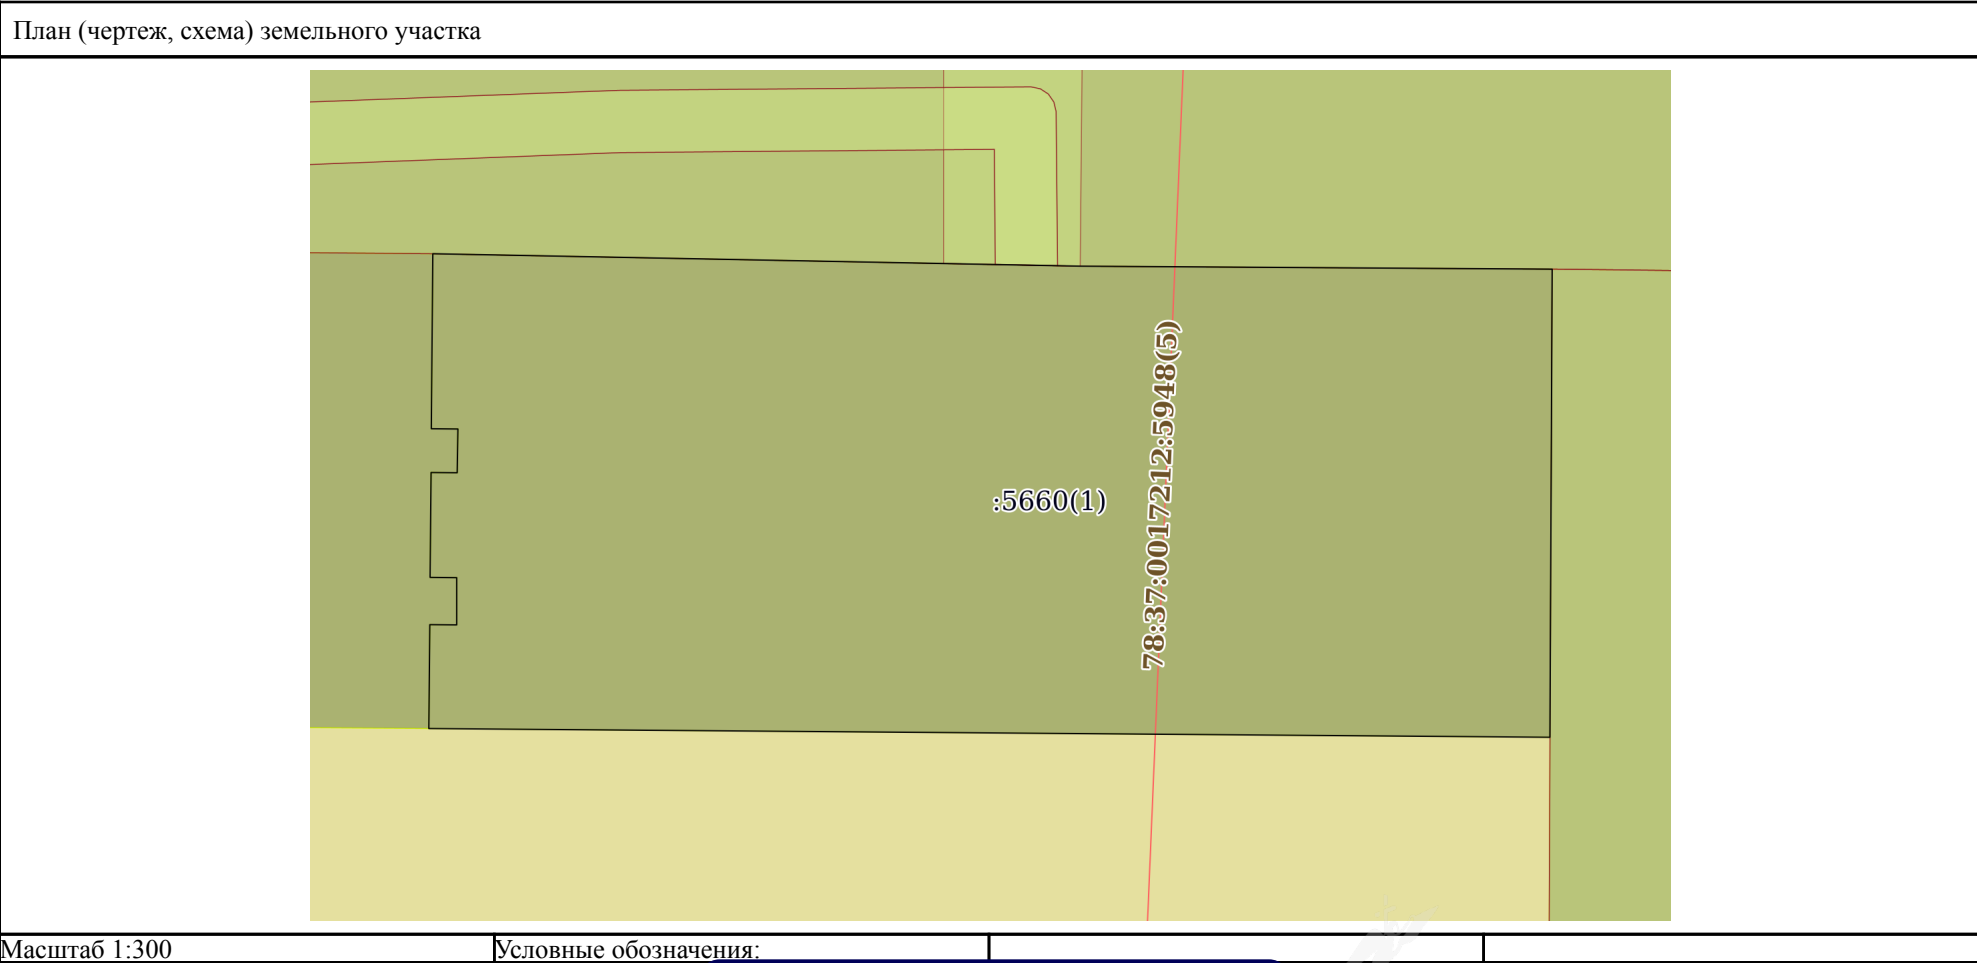 План (чертеж, схема) земельного участка
78:37:0017212:5948(5)
:5660(1)
Масштаб 1:300
Условные обозначения: